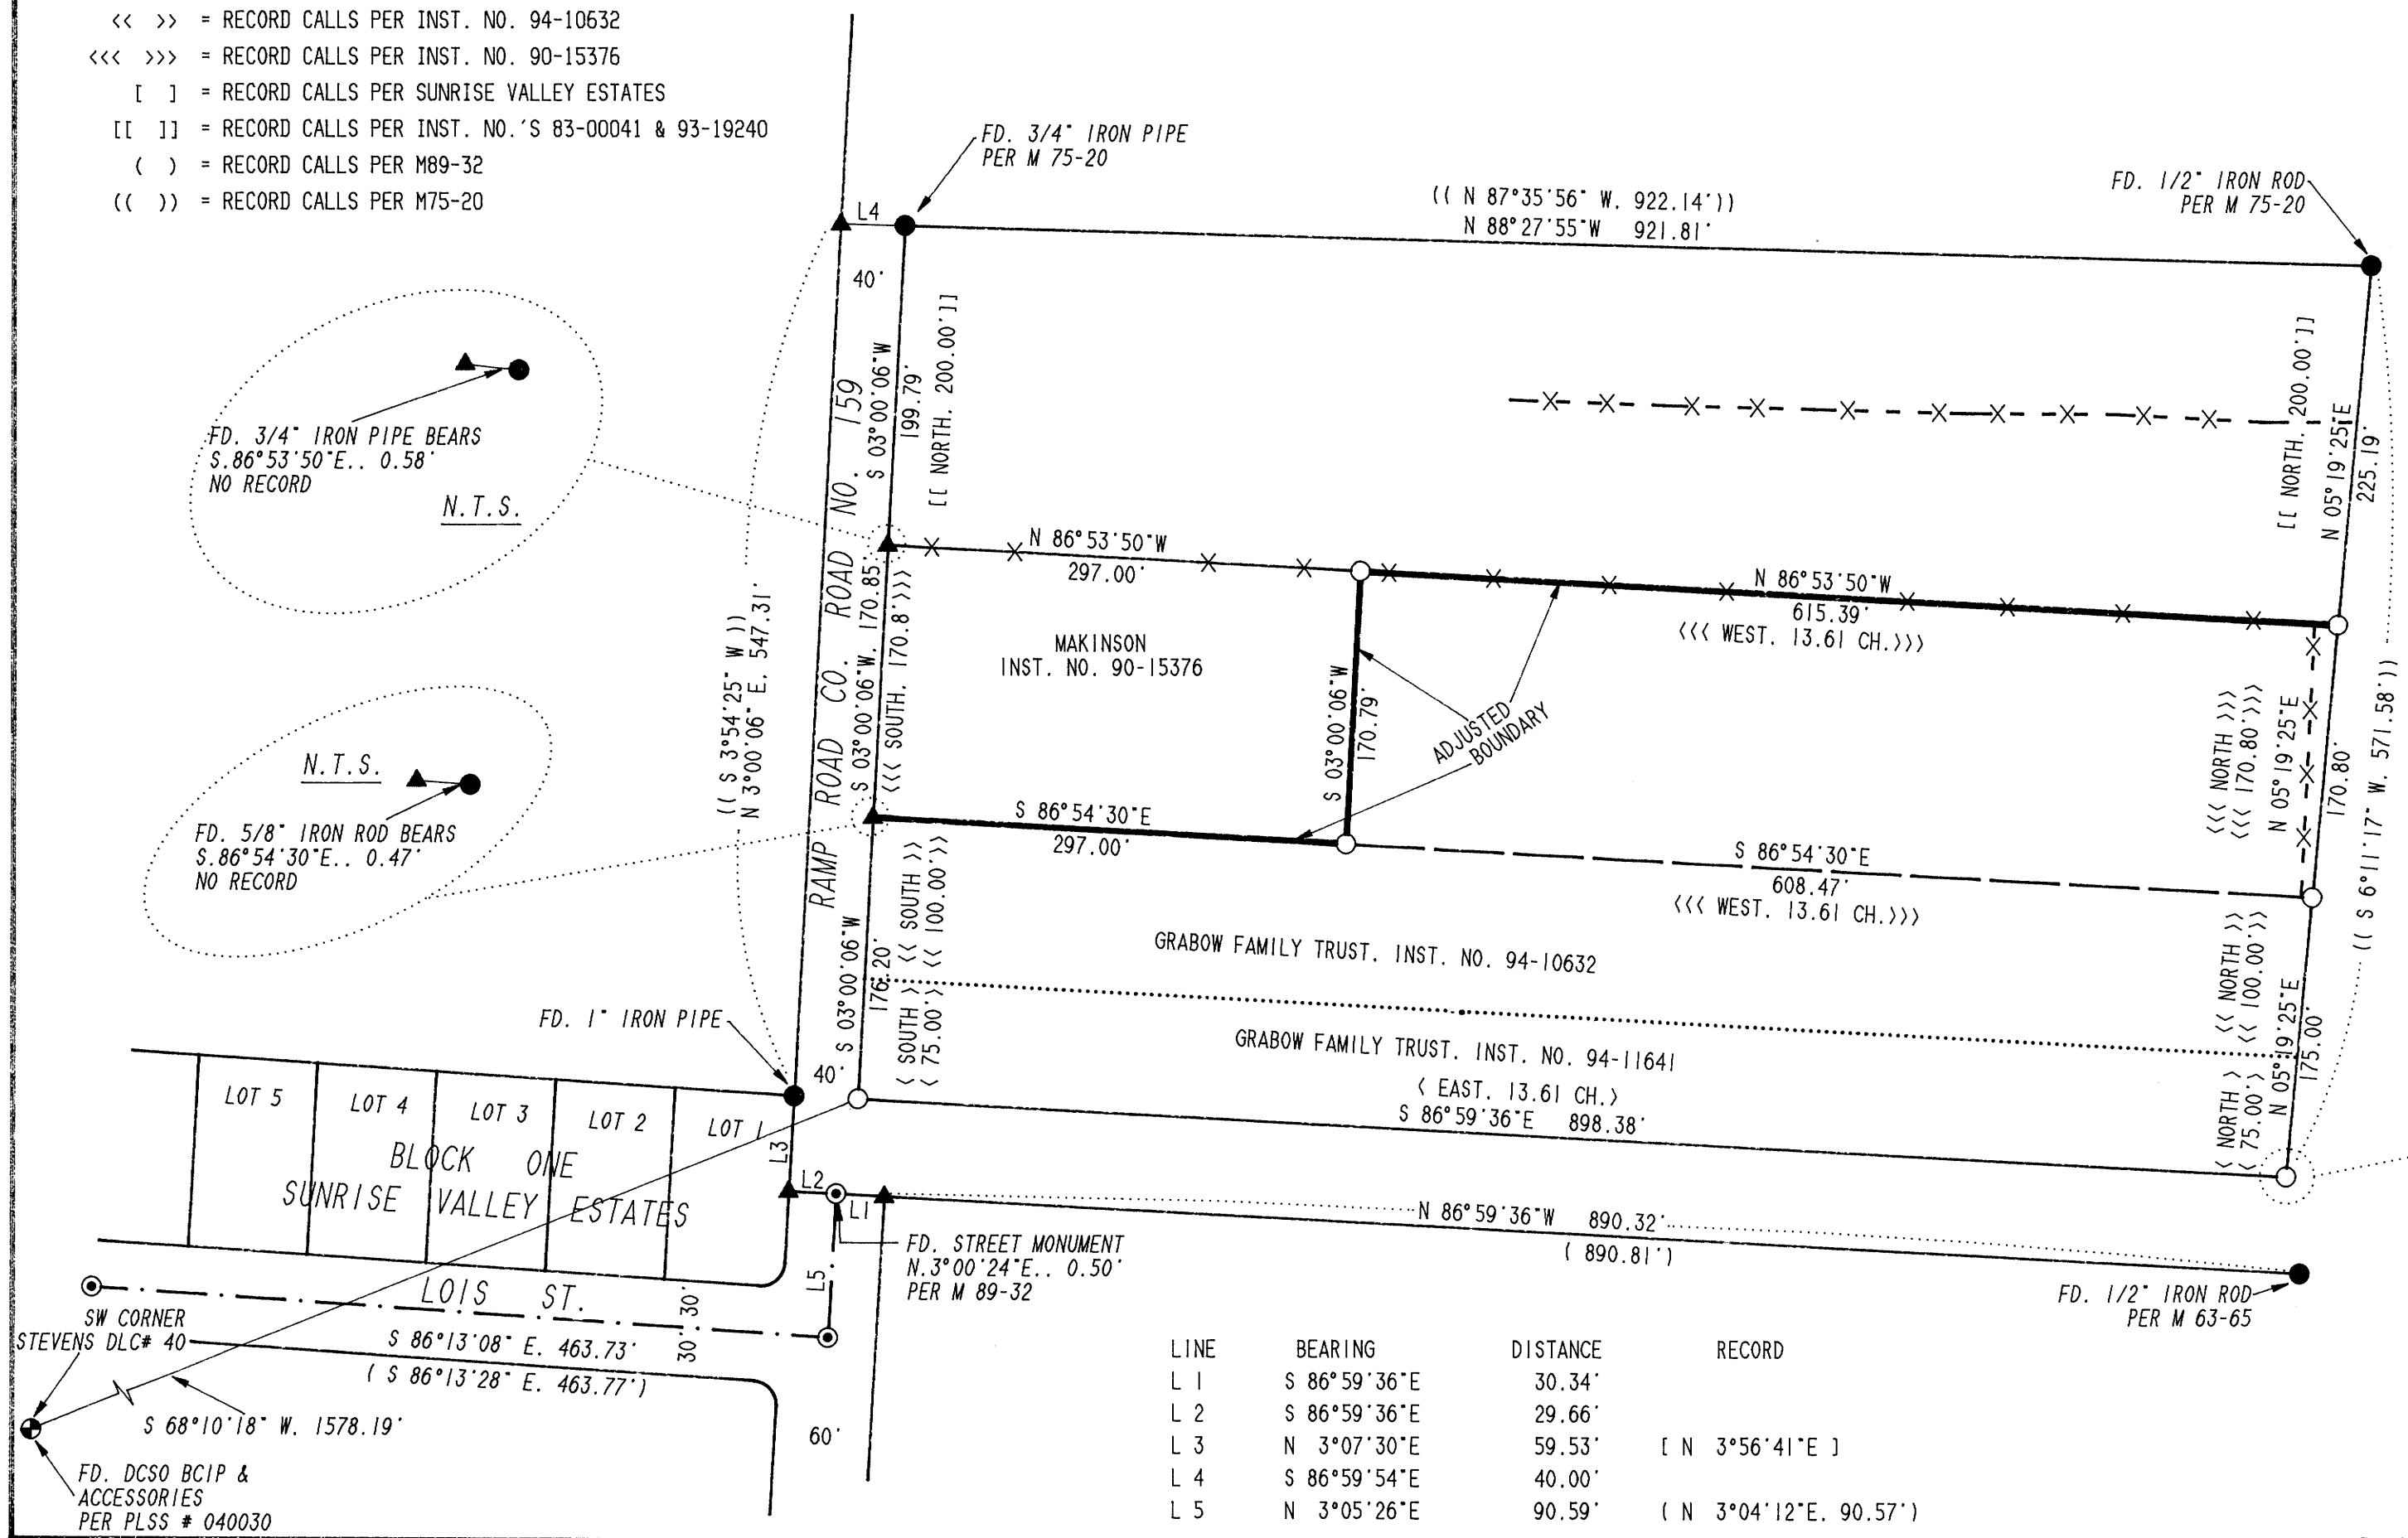 << >> = RECORD CALLS PER INST. NO. 94-10632
<<< >>> = RECORD CALLS PER INST. NO. 90-15376
[ ] = RECORD CALLS PER SUNRISE VALLEY ESTATES
[[ ]] = RECORD CALLS PER INST. NO.'S 83-00041 & 93-19240
( ) = RECORD CALLS PER M89-32
(( )) = RECORD CALLS PER M75-20
FD. 3/4" IRON PIPE
PER M 75-20
FD. 1/2" IRON ROD
PER M 75-20
(( N 87°35'56" W. 922.14'))
N 88°27'55"W 921.81'
L4
40'
S 03°00'06"W
199.79'
[[ NORTH. 200.00']]
[[ NORTH. 200.00']]
N 05°19'25"E
225.19'
FD. 3/4" IRON PIPE BEARS
S.86°53'50"E.. 0.58'
NO RECORD
N.T.S.
RAMP ROAD CO. ROAD NO. 159
N 86°53'50"W
297.00'
N 86°53'50"W
615.39'
<<< WEST. 13.61 CH.>>>
MAKINSON
INST. NO. 90-15376
S 03°00'06"W. 170.85'
<<< SOUTH. 170.8'>>>
(( S 3°54'25" W ))
N 3°00'06" E. 547.31'
S 03°00'06"W
170.79'
ADJUSTED
BOUNDARY
<<< NORTH >>>
<<< 170.80'>>>
N 05°19'25"E
170.80'
(( S 6°11'17" W. 571.58'))
N.T.S.
FD. 5/8" IRON ROD BEARS
S.86°54'30"E.. 0.47'
NO RECORD
S 86°54'30"E
297.00'
S 86°54'30"E
608.47'
<<< WEST. 13.61 CH.>>>
S 03°00'06"W
176.20'
< SOUTH > << SOUTH >>
< 75.00'> << 100.00'>>
GRABOW FAMILY TRUST. INST. NO. 94-10632
GRABOW FAMILY TRUST. INST. NO. 94-11641
< EAST. 13.61 CH.>
S 86°59'36"E 898.38'
< NORTH > << NORTH >>
< 75.00'> << 100.00'>>
N 05°19'25"E
175.00'
FD. 1" IRON PIPE
40'
LOT 5
LOT 4
LOT 3
LOT 2
LOT 1
L3
BLOCK ONE
SUNRISE VALLEY ESTATES
L2
L1
N 86°59'36"W 890.32'
( 890.81')
FD. STREET MONUMENT
N.3°00'24"E.. 0.50'
PER M 89-32
L5
FD. 1/2" IRON ROD
PER M 63-65
LOIS ST.
30'
30'
SW CORNER
STEVENS DLC# 40
S 86°13'08" E. 463.73'
( S 86°13'28" E. 463.77')
S 68°10'18" W. 1578.19'
60'
FD. DCSO BCIP &
ACCESSORIES
PER PLSS # 040030
LINE BEARING DISTANCE RECORD
L 1 S 86°59'36"E 30.34'
L 2 S 86°59'36"E 29.66'
L 3 N 3°07'30"E 59.53' [ N 3°56'41"E ]
L 4 S 86°59'54"E 40.00'
L 5 N 3°05'26"E 90.59' ( N 3°04'12"E. 90.57')